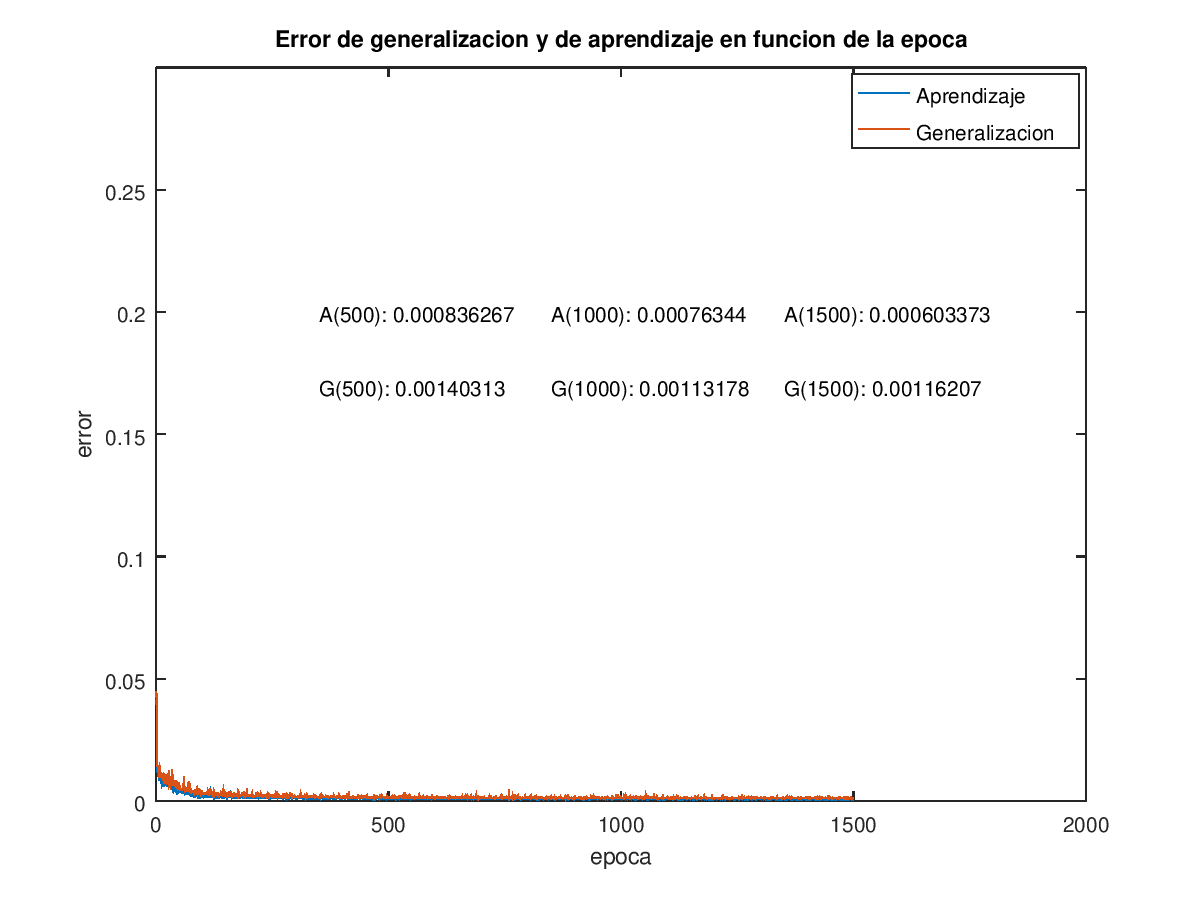 Error de generalizacion y de aprendizaje en funcion de la epoca
Aprendizaje
Generalizacion
0.25
0.2
0.15
0.1
0.05
0
A(500): 0.000836267 A(1000): 0.00076344 A(1500): 0.000603373
G(500): 0.00140313 G(1000): 0.00113178 G(1500): 0.00116207
error
0 500 1000 1500 2000
epoca